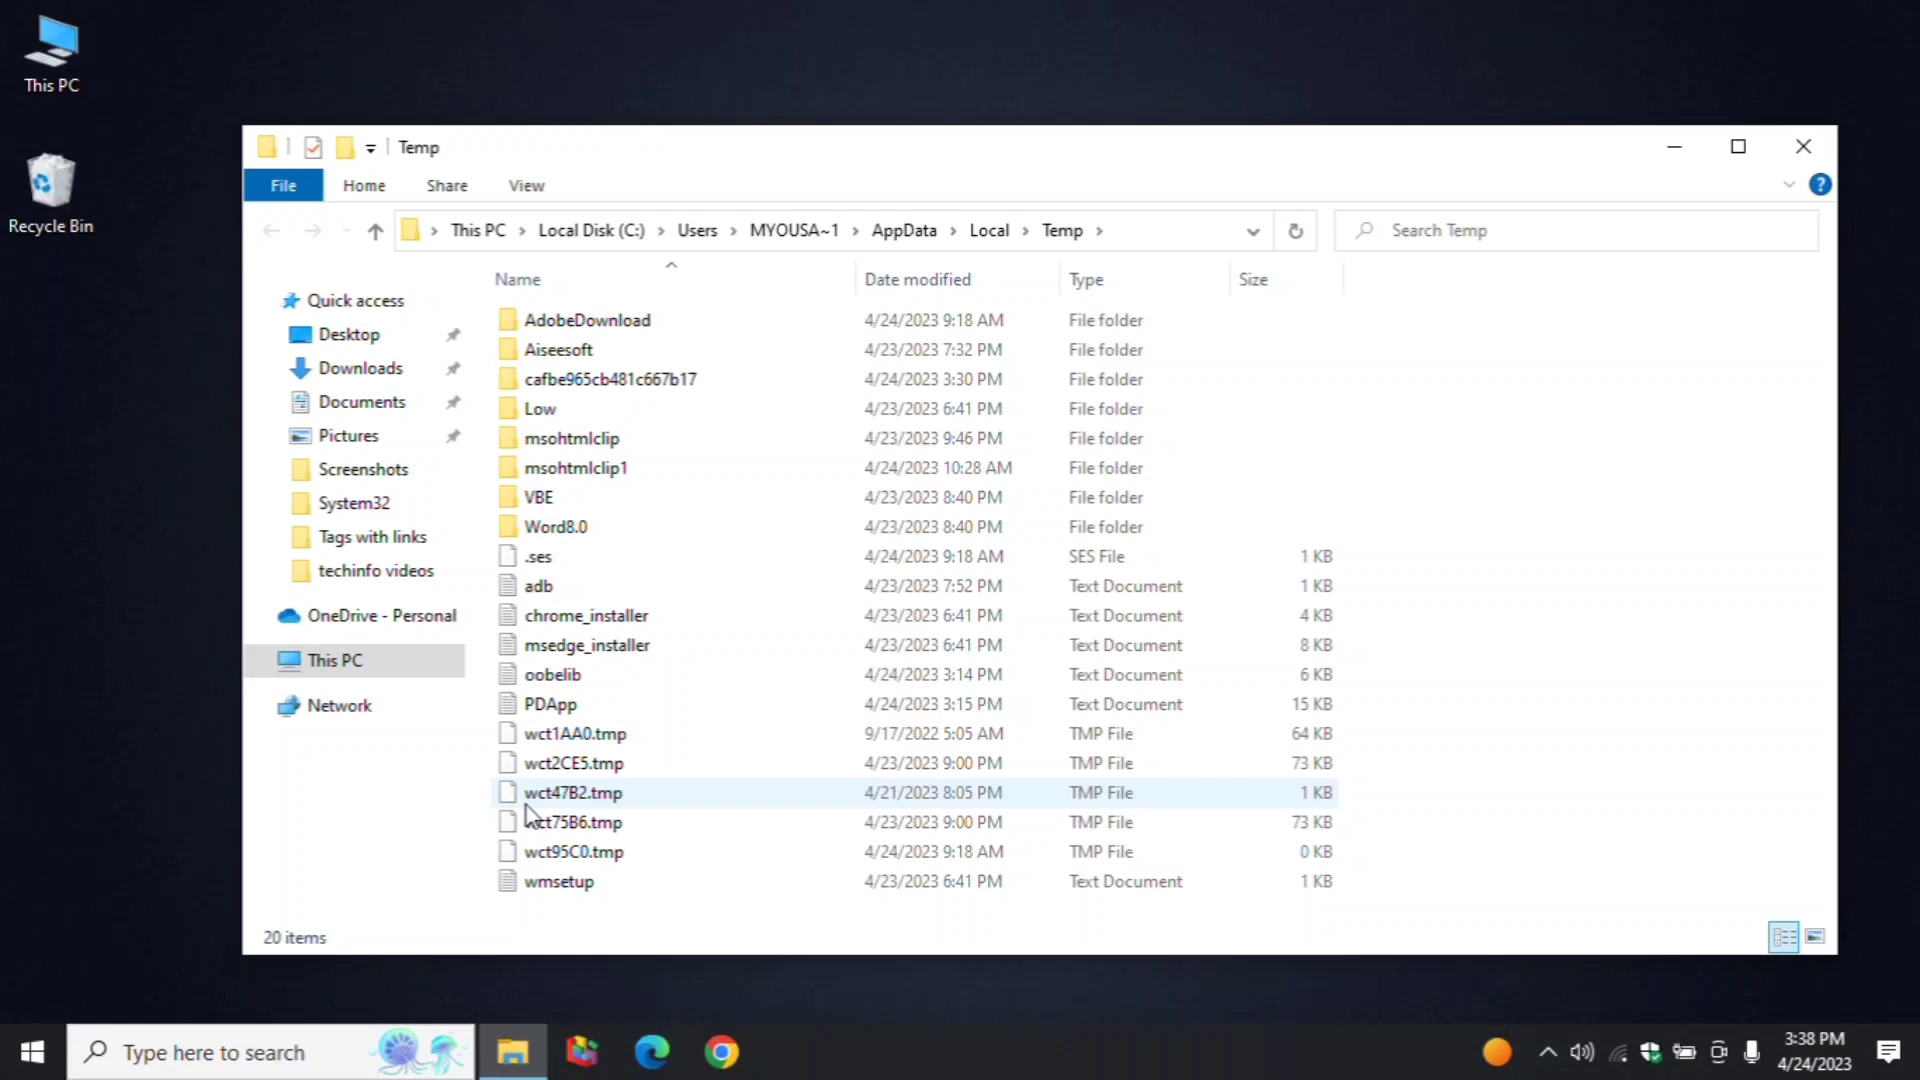 This PC
Recycle Bin
Temp
File Home Share View
This PC Local Disk (C:) Users MYOUSA~1 AppData Local Temp
Search Temp
Name Date modified Type Size
Quick access
Desktop
Downloads
Documents
Pictures
Screenshots
System32
Tags with links
techinfo videos
OneDrive - Personal
This PC
Network
AdobeDownload 4/24/2023 9:18 AM File folder
Aiseesoft 4/23/2023 7:32 PM File folder
cafbe965cb481c667b17 4/24/2023 3:30 PM File folder
Low 4/23/2023 6:41 PM File folder
msohtmlclip 4/23/2023 9:46 PM File folder
msohtmlclip1 4/24/2023 10:28 AM File folder
VBE 4/23/2023 8:40 PM File folder
Word8.0 4/23/2023 8:40 PM File folder
.ses 4/24/2023 9:18 AM SES File 1 KB
adb 4/23/2023 7:52 PM Text Document 1 KB
chrome_installer 4/23/2023 6:41 PM Text Document 4 KB
msedge_installer 4/23/2023 6:41 PM Text Document 8 KB
oobelib 4/24/2023 3:14 PM Text Document 6 KB
PDApp 4/24/2023 3:15 PM Text Document 15 KB
wct1AA0.tmp 9/17/2022 5:05 AM TMP File 64 KB
wct2CE5.tmp 4/23/2023 9:00 PM TMP File 73 KB
wct47B2.tmp 4/21/2023 8:05 PM TMP File 1 KB
wct75B6.tmp 4/23/2023 9:00 PM TMP File 73 KB
wct95C0.tmp 4/24/2023 9:18 AM TMP File 0 KB
wmsetup 4/23/2023 6:41 PM Text Document 1 KB
20 items
Type here to search
3:38 PM
4/24/2023